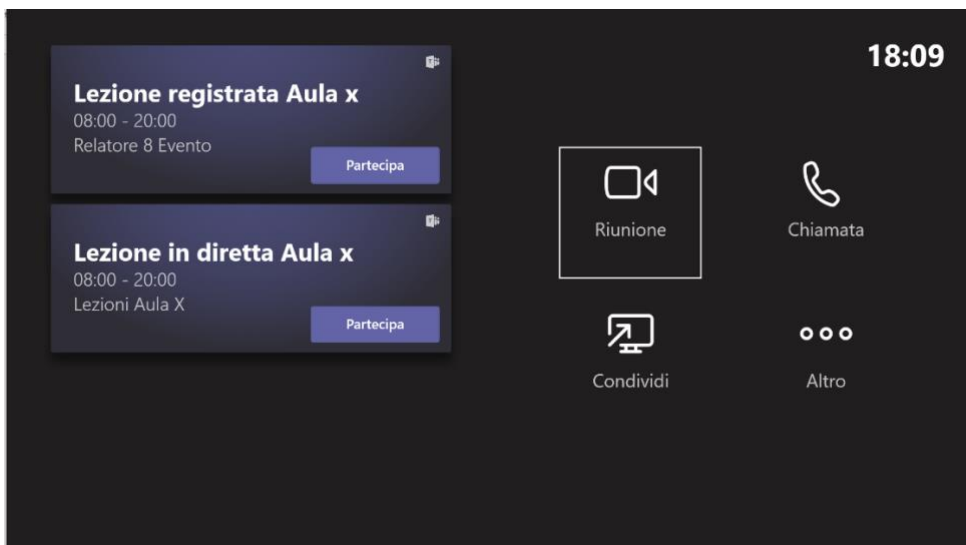 Lezione registrata Aula x
08:00 - 20:00
Relatore 8 Evento
Partecipa
Lezione in diretta Aula x
08:00 - 20:00
Lezioni Aula X
Partecipa
18:09
Riunione
Chiamata
Condividi
Altro